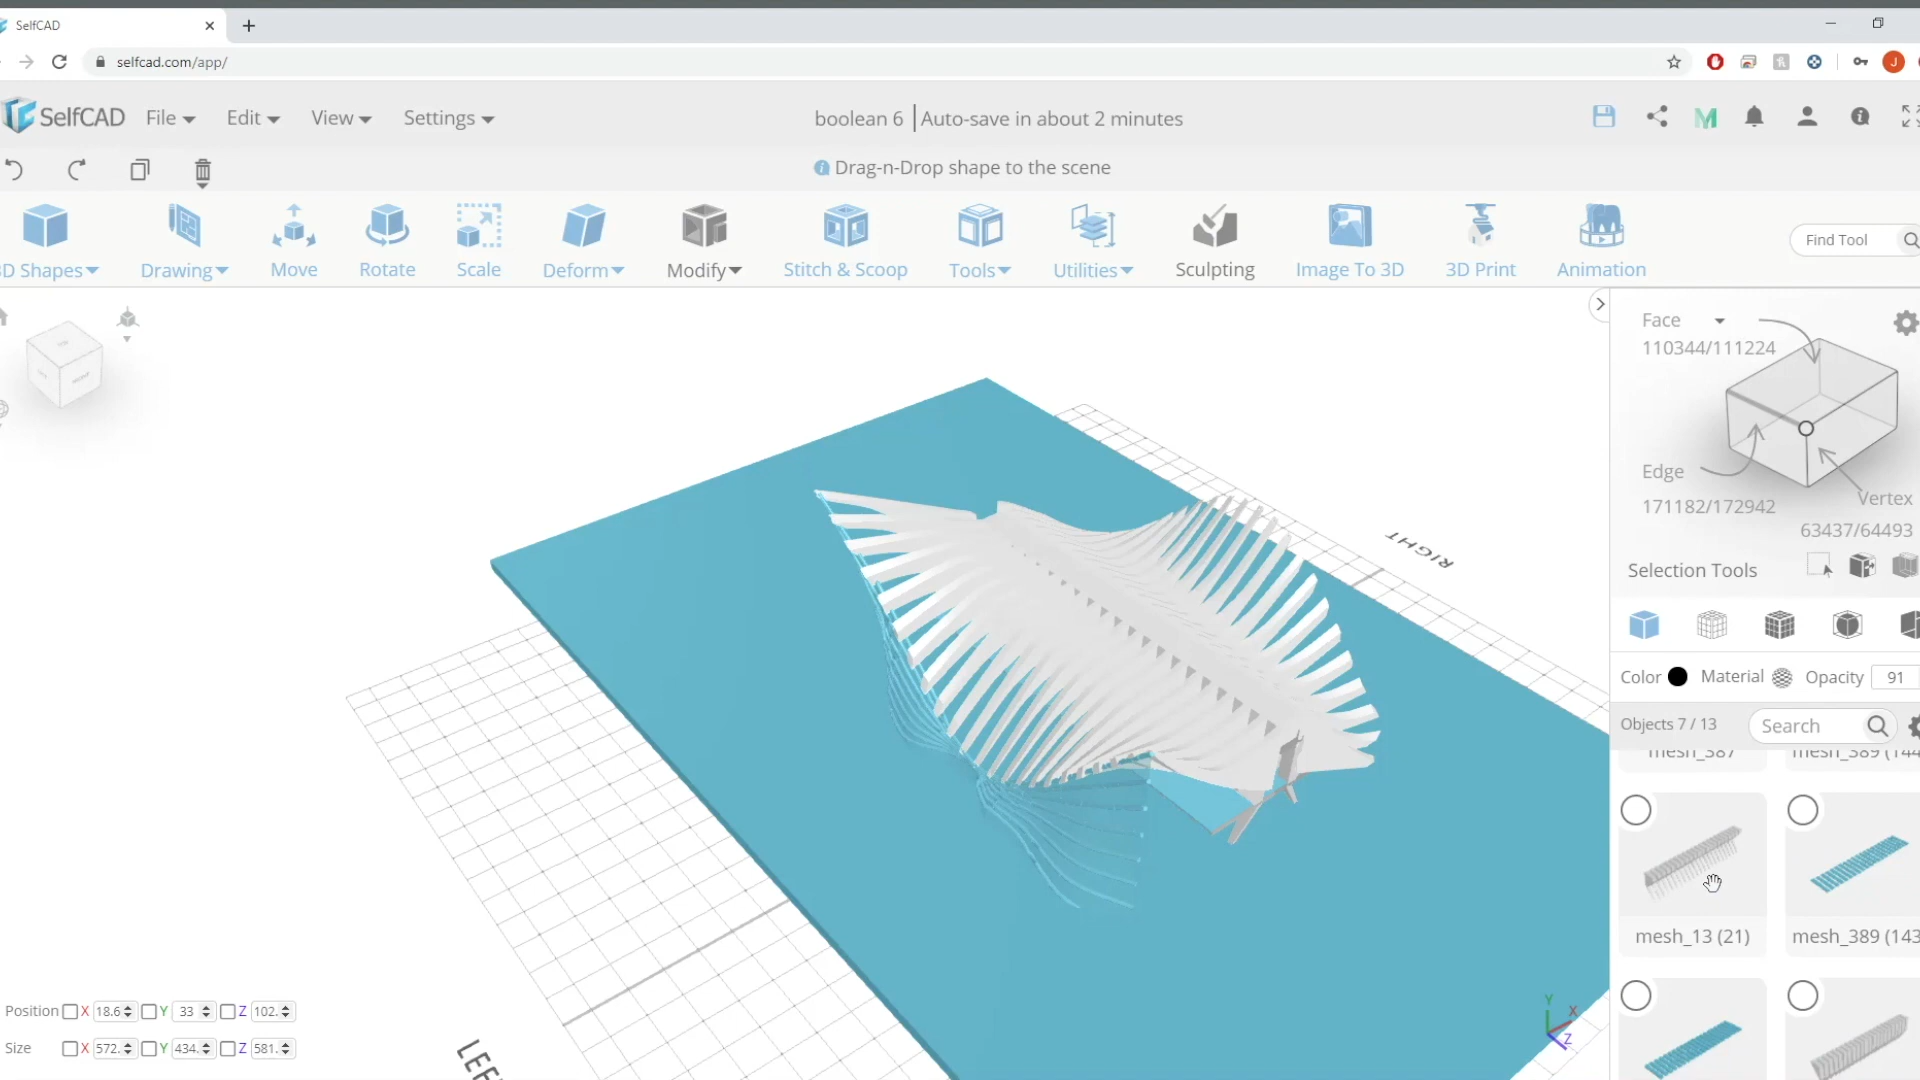 SelfCAD
selfcad.com/app/
J
SelfCAD File Edit View Settings
boolean 6 Auto-save in about 2 minutes
Drag-n-Drop shape to the scene
D Shapes Drawing Move Rotate Scale Deform Modify Stitch & Scoop Tools Utilities Sculpting Image To 3D 3D Print Animation
Find Tool
Face
110344/111224
Edge
171182/172942
Vertex
63437/64493
Selection Tools
Color Material Opacity 91
Objects 7 / 13 Search
mesh_387 mesh_389 (144
mesh_13 (21) mesh_389 (143
RIGHT
LEF
Y
X
Z
Position X 18.6 Y 33 Z 102.
Size X 572. Y 434. Z 581.